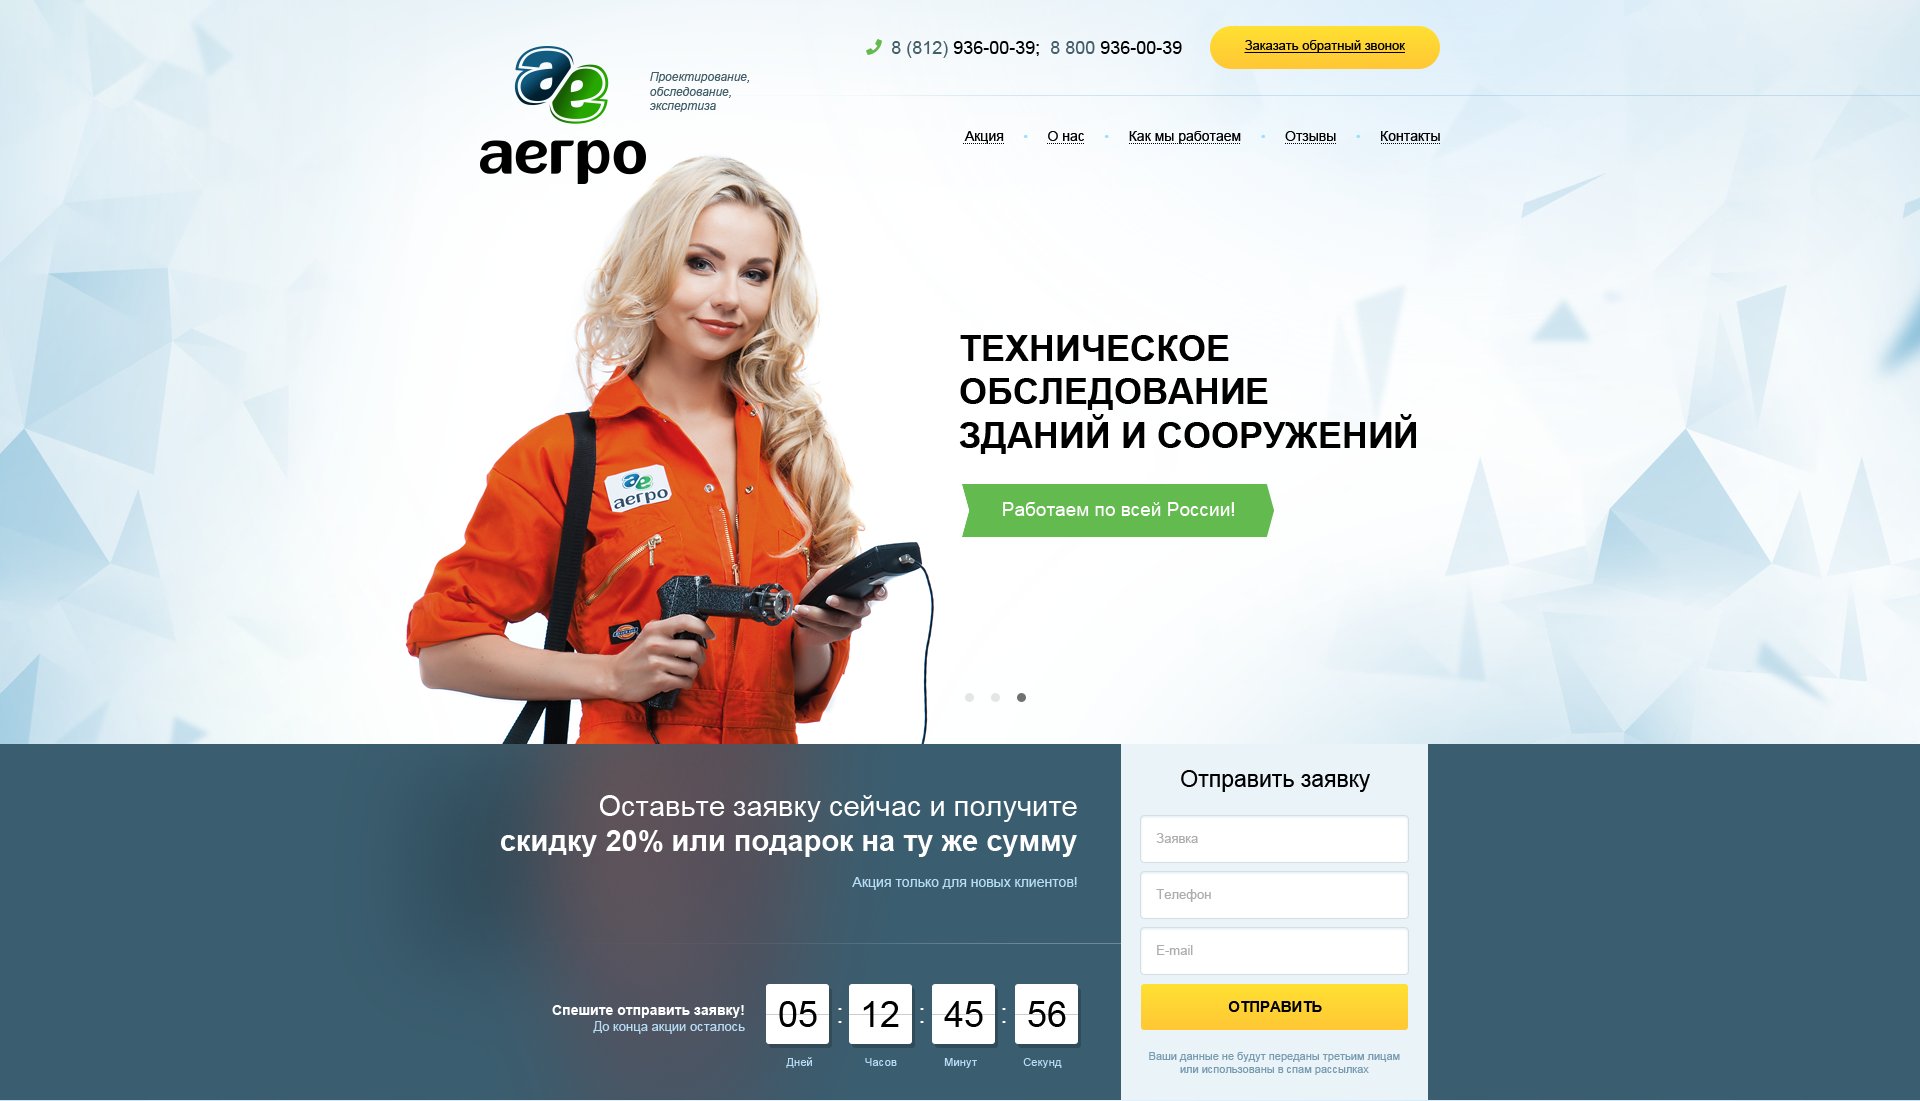 8 (812) 936-00-39; 8 800 936-00-39
Заказать обратный звонок
ае
Проектирование,
обследование,
экспертиза
аегро
Акция • О нас • Как мы работаем • Отзывы • Контакты
ТЕХНИЧЕСКОЕ
ОБСЛЕДОВАНИЕ
ЗДАНИЙ И СООРУЖЕНИЙ
ае
аегро
Работаем по всей России!
Dickies
Оставьте заявку сейчас и получите
скидку 20% или подарок на ту же сумму
Акция только для новых клиентов!
Спешите отправить заявку!
До конца акции осталось
05 : 12 : 45 : 56
Дней Часов Минут Секунд
Отправить заявку
Заявка
Телефон
E-mail
ОТПРАВИТЬ
Ваши данные не будут переданы третьим лицам
или использованы в спам рассылках